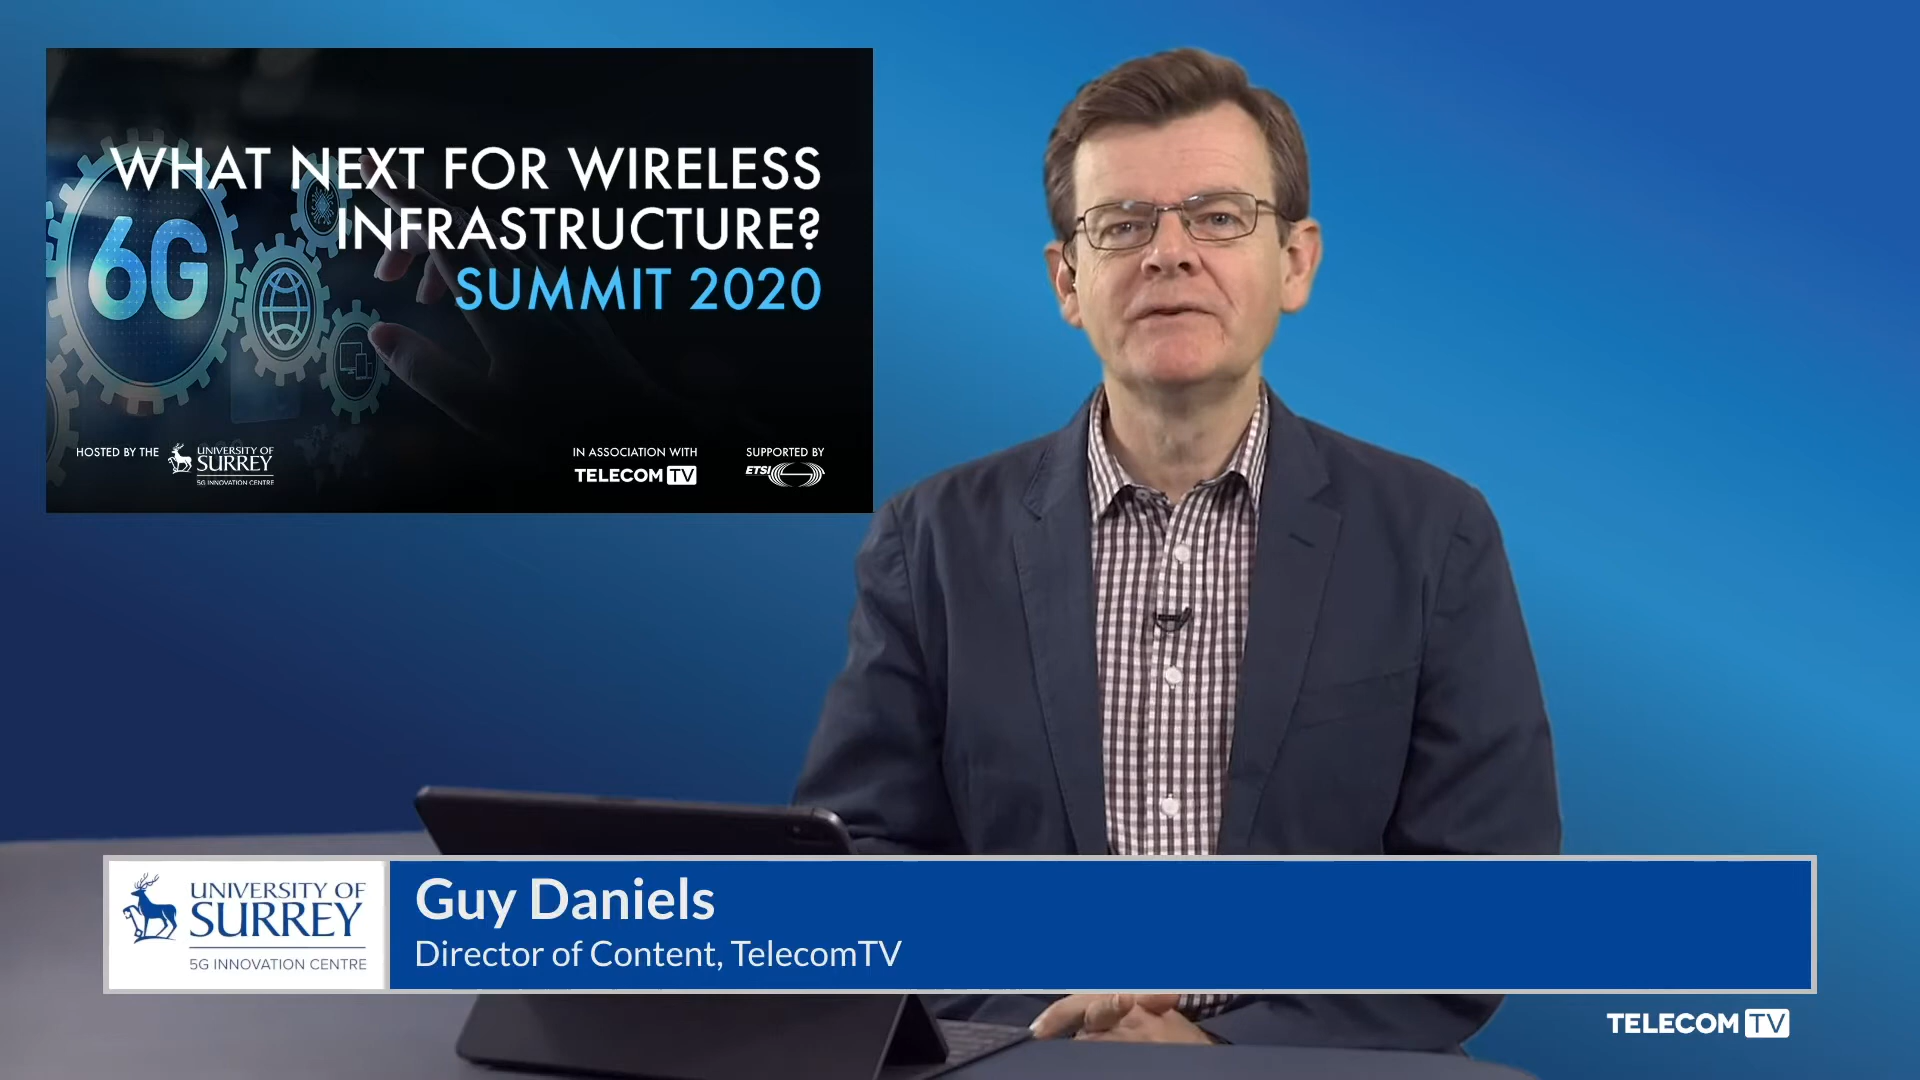 WHAT NEXT FOR WIRELESS
INFRASTRUCTURE?
SUMMIT 2020
6G
HOSTED BY THE
UNIVERSITY OF
SURREY
5G INNOVATION CENTRE
IN ASSOCIATION WITH
TELECOM TV
SUPPORTED BY
ETSI
UNIVERSITY OF
SURREY
5G INNOVATION CENTRE
Guy Daniels
Director of Content, TelecomTV
TELECOM TV